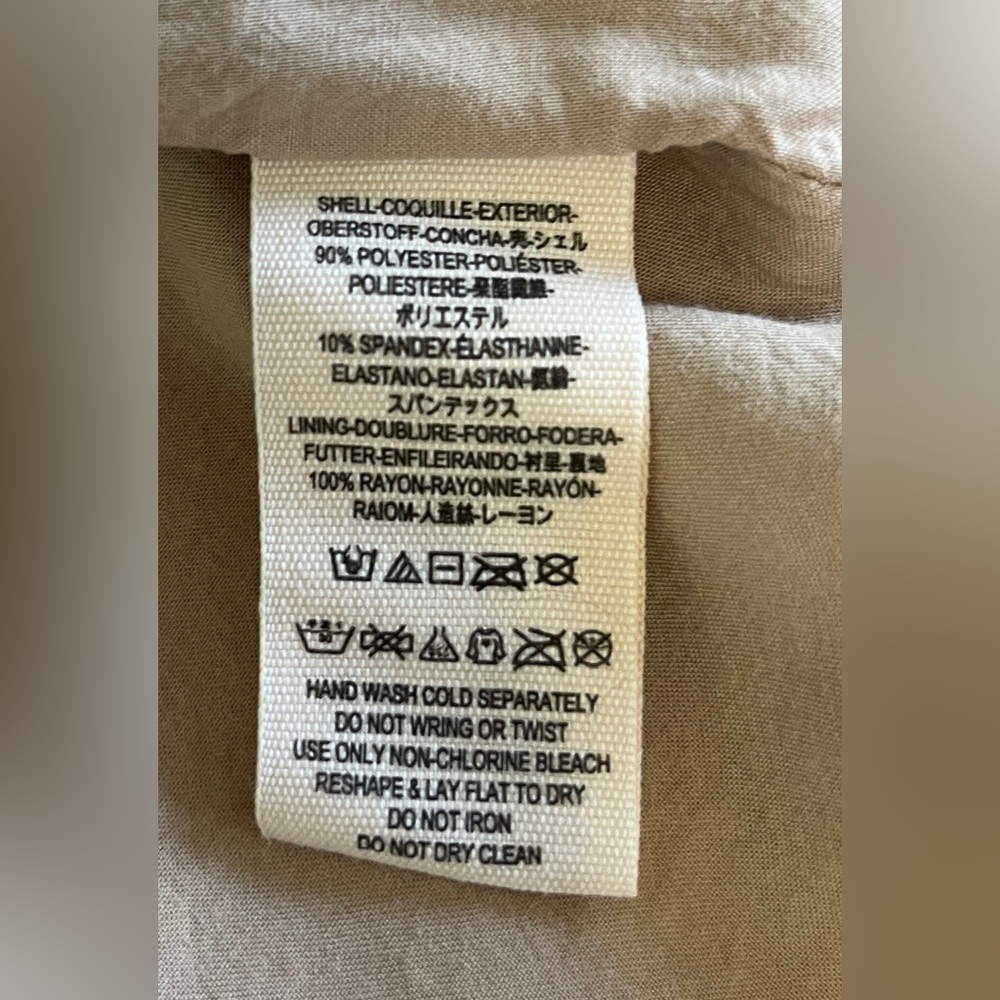 SHELL-COQUILLE-EXTERIOR-
OBERSTOFF-CONCHA-売-シェル
90% POLYESTER-POLIÉSTER-
POLIESTERE-聚酯纖維-
ポリエステル
10% SPANDEX-ÉLASTHANNE-
ELASTANO-ELASTAN-
スパンデックス
LINING-DOUBLURE-FORRO-FODERA-
FUTTER-ENFILEIRANDO-衬里-裏地
100% RAYON-RAYONNE-RAYÓN-
RAIOM-人造絲-レーヨン
HAND WASH COLD SEPARATELY
DO NOT WRING OR TWIST
USE ONLY NON-CHLORINE BLEACH
RESHAPE & LAY FLAT TO DRY
DO NOT IRON
DO NOT DRY CLEAN